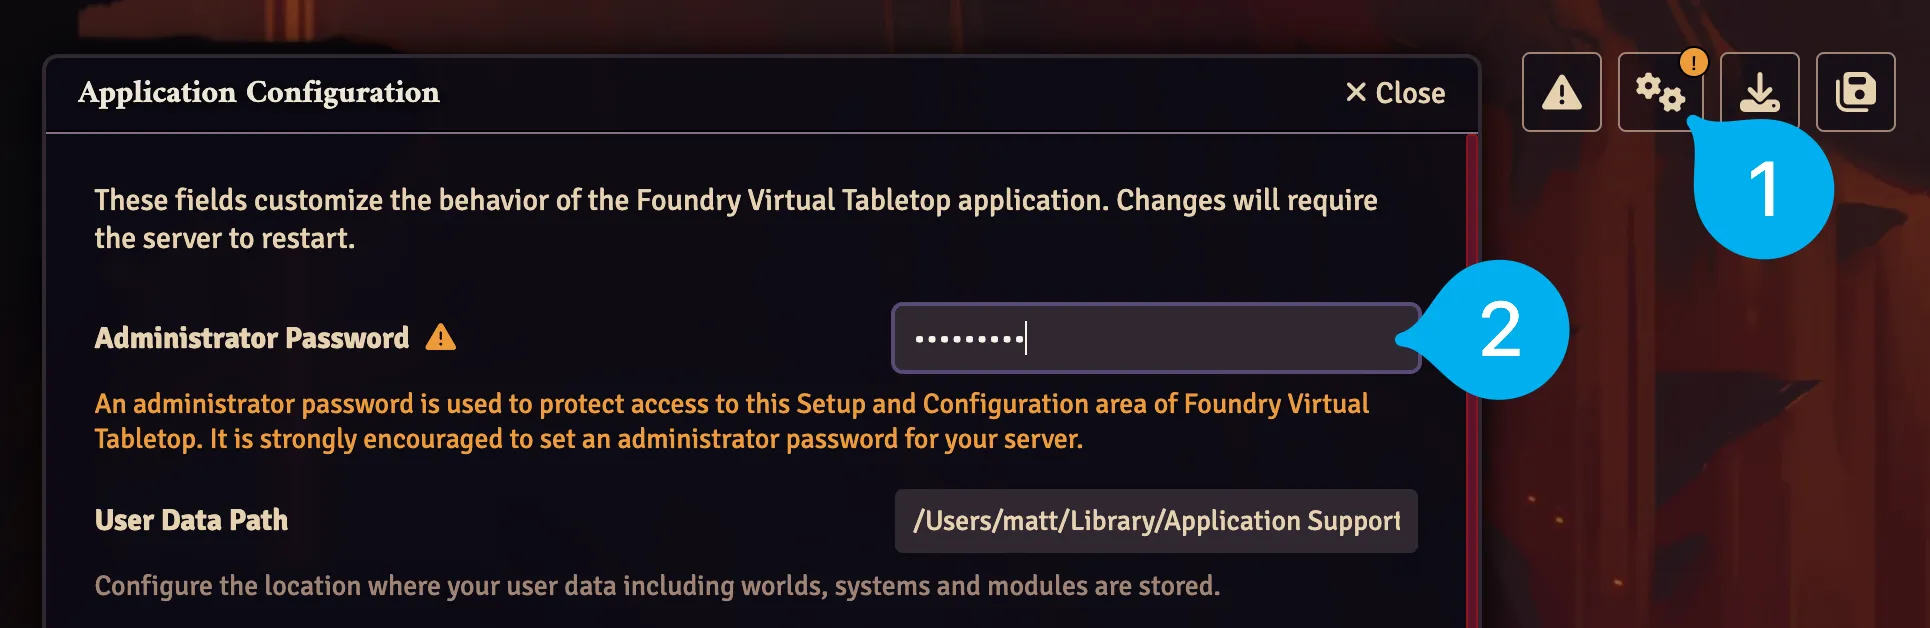 Application Configuration
× Close
!
1
These fields customize the behavior of the Foundry Virtual Tabletop application. Changes will require
the server to restart.
Administrator Password
•••••••••
2
An administrator password is used to protect access to this Setup and Configuration area of Foundry Virtual
Tabletop. It is strongly encouraged to set an administrator password for your server.
User Data Path
/Users/matt/Library/Application Support
Configure the location where your user data including worlds, systems and modules are stored.